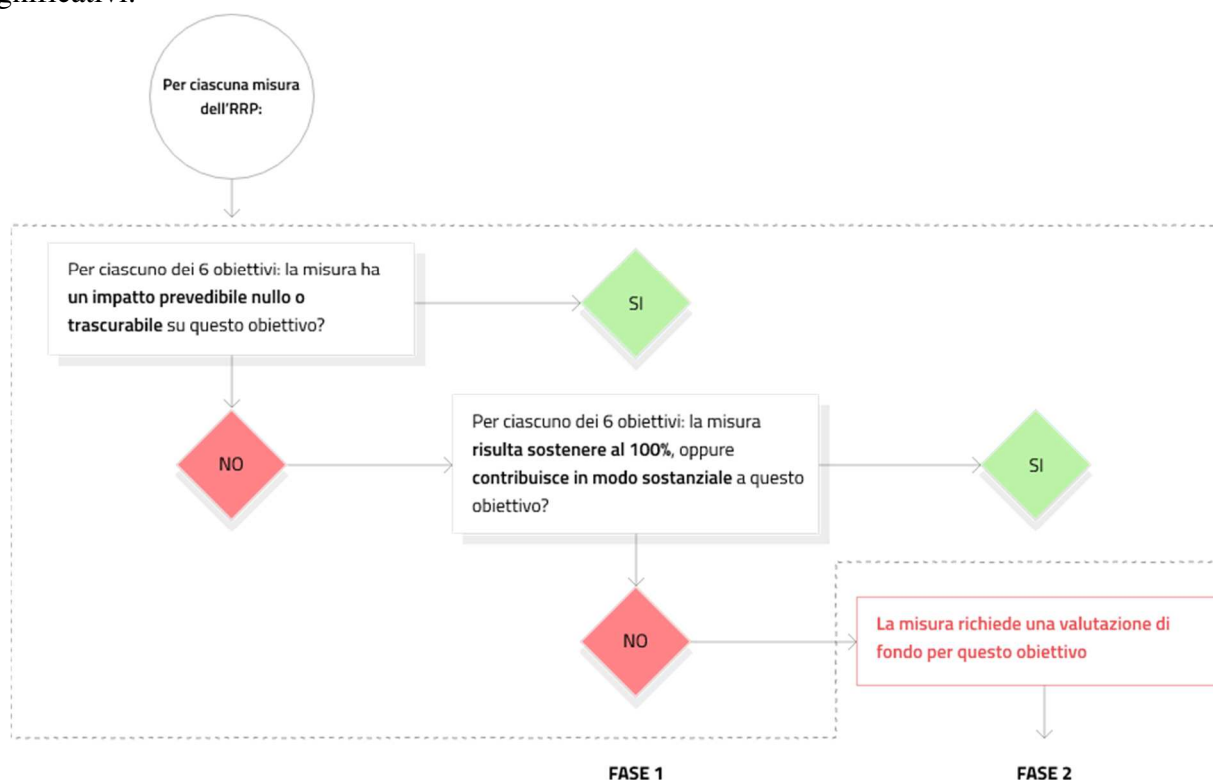 Per ciascuna misura
dell'RRP:
Per ciascuno dei 6 obiettivi: la misura ha
un impatto prevedibile nullo o
trascurabile su questo obiettivo?
SI
NO
Per ciascuno dei 6 obiettivi: la misura
risulta sostenere al 100%, oppure
contribuisce in modo sostanziale a questo
obiettivo?
SI
NO
La misura richiede una valutazione di
fondo per questo obiettivo
FASE 1
FASE 2